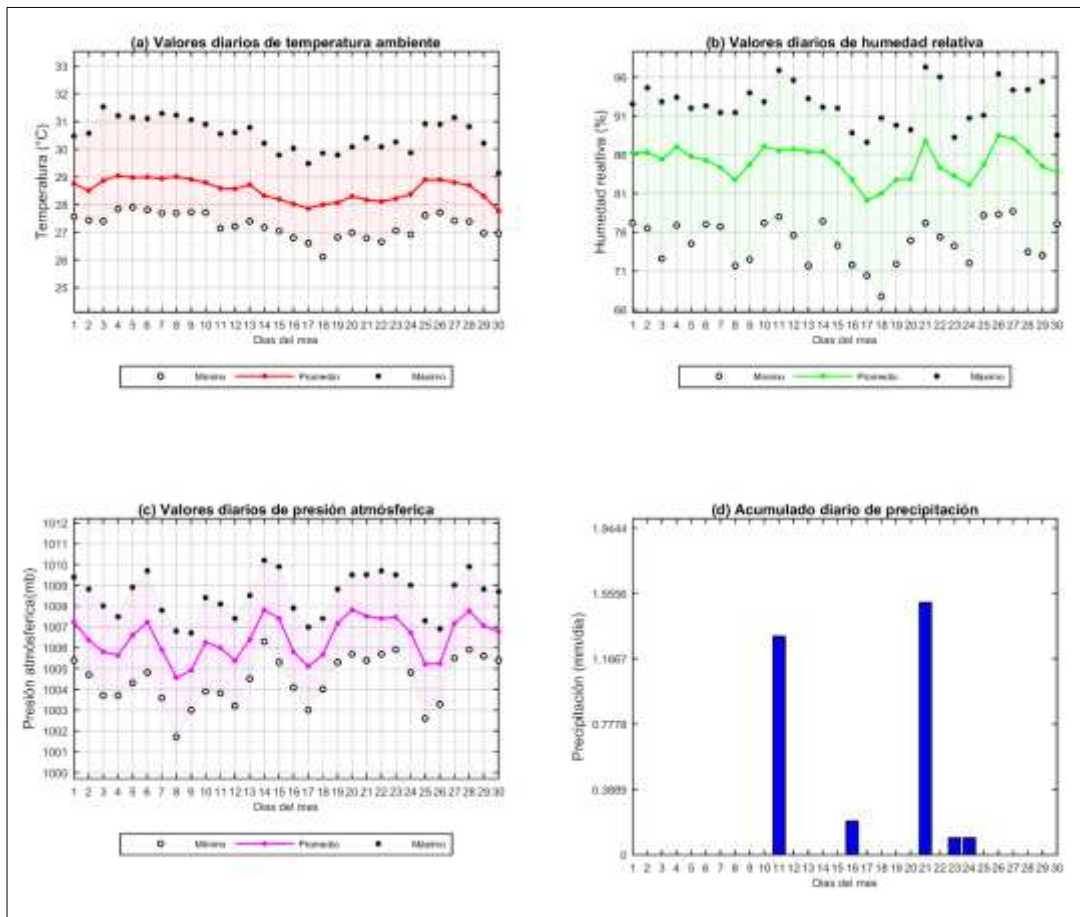 (a) Valores diarios de temperatura ambiente
Temperatura (°C)
33
32
31
30
29
28
27
26
25
1 2 3 4 5 6 7 8 9 10 11 12 13 14 15 16 17 18 19 20 21 22 23 24 25 26 27 28 29 30
Dias del mes
Minimo Promedio Máximo
(b) Valores diarios de humedad relativa
Humedad realtiva (%)
96
91
86
81
76
71
66
1 2 3 4 5 6 7 8 9 10 11 12 13 14 15 16 17 18 19 20 21 22 23 24 25 26 27 28 29 30
Dias del mes
Minimo Promedio Máximo
(c) Valores diarios de presión atmósferica
Presión atmósferica(mb)
1012
1011
1010
1009
1008
1007
1006
1005
1004
1003
1002
1001
1000
1 2 3 4 5 6 7 8 9 10 11 12 13 14 15 16 17 18 19 20 21 22 23 24 25 26 27 28 29 30
Dias del mes
Minimo Promedio Máximo
(d) Acumulado diario de precipitación
Precipitación (mm/dia)
1.9444
1.5556
1.1667
0.7778
0.3889
0
1 2 3 4 5 6 7 8 9 10 11 12 13 14 15 16 17 18 19 20 21 22 23 24 25 26 27 28 29 30
Dias del mes